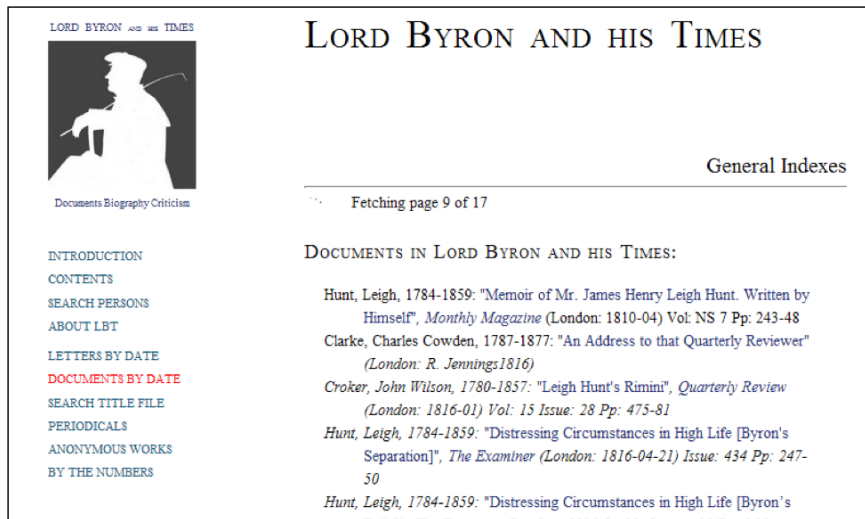 LORD BYRON AND HIS TIMES
Documents Biography Criticism
INTRODUCTION
CONTENTS
SEARCH PERSONS
ABOUT LBT
LETTERS BY DATE
DOCUMENTS BY DATE
SEARCH TITLE FILE
PERIODICALS
ANONYMOUS WORKS
BY THE NUMBERS
LORD BYRON AND HIS TIMES
General Indexes
Fetching page 9 of 17
DOCUMENTS IN LORD BYRON AND HIS TIMES:
Hunt, Leigh, 1784-1859: "Memoir of Mr. James Henry Leigh Hunt. Written by
Himself", Monthly Magazine (London: 1810-04) Vol: NS 7 Pp: 243-48
Clarke, Charles Cowden, 1787-1877: "An Address to that Quarterly Reviewer"
(London: R. Jennings1816)
Croker, John Wilson, 1780-1857: "Leigh Hunt's Rimini", Quarterly Review
(London: 1816-01) Vol: 15 Issue: 28 Pp: 475-81
Hunt, Leigh, 1784-1859: "Distressing Circumstances in High Life [Byron's
Separation]", The Examiner (London: 1816-04-21) Issue: 434 Pp: 247-
50
Hunt, Leigh, 1784-1859: "Distressing Circumstances in High Life [Byron’s